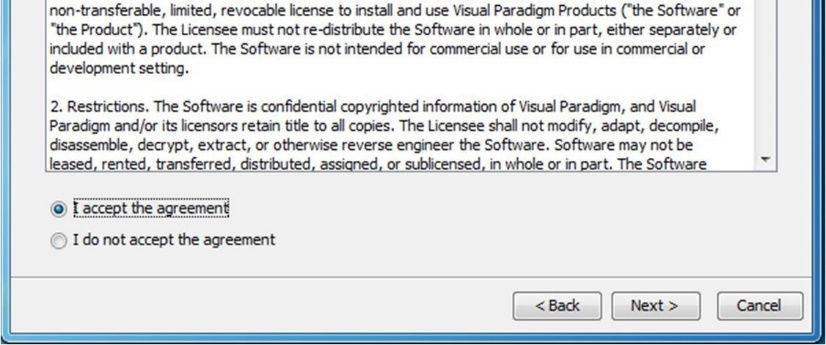 non-transferable, limited, revocable license to install and use Visual Paradigm Products ("the Software" or
"the Product"). The Licensee must not re-distribute the Software in whole or in part, either separately or
included with a product. The Software is not intended for commercial use or for use in commercial or
development setting.
2. Restrictions. The Software is confidential copyrighted information of Visual Paradigm, and Visual
Paradigm and/or its licensors retain title to all copies. The Licensee shall not modify, adapt, decompile,
disassemble, decrypt, extract, or otherwise reverse engineer the Software. Software may not be
leased, rented, transferred, distributed, assigned, or sublicensed, in whole or in part. The Software
I accept the agreement
I do not accept the agreement
< Back Next > Cancel